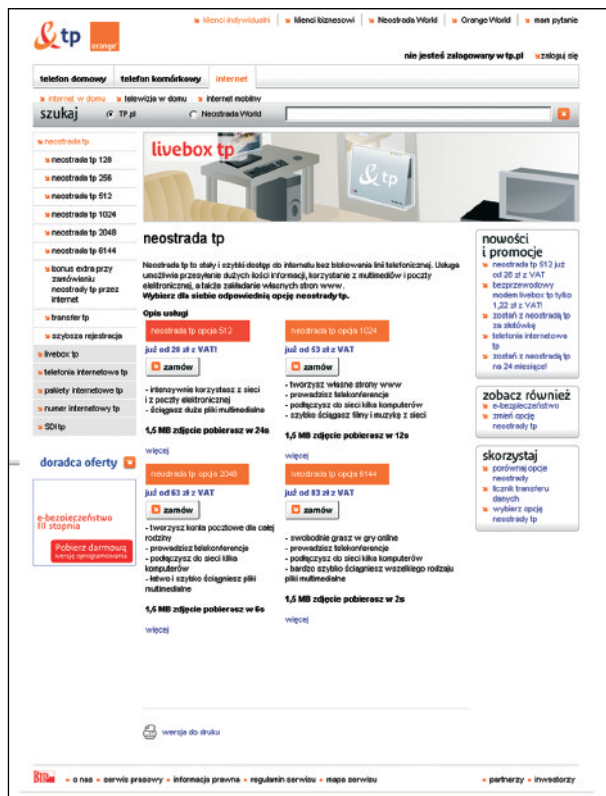 klienci indywidualni klienci biznesowi Neostrada World Orange World mam pytanie
& tp orange
nie jesteś zalogowany w tp.pl zaloguj się
telefon domowy telefon komórkowy internet
internet w domu telewizja w domu internet mobilny
szukaj TP.pl Neostrada World
neostrada tp
neostrada tp 128
neostrada tp 256
neostrada tp 512
neostrada tp 1024
neostrada tp 2048
neostrada tp 6144
bonus extra przy
zamówieniu
neostrady tp przez
internet
transfer tp
szybsza rejestracja
livebox tp
telefonia internetowa tp
pakiety internetowe tp
numer internetowy tp
SDI tp
doradca oferty
e-bezpieczeństwo
III stopnia
Pobierz darmową
wersję oprogramowania
livebox tp
& tp
neostrada tp
Neostrada tp to stały i szybki dostęp do internetu bez blokowania linii telefonicznej. Usługa
umożliwia przesyłanie dużych ilości informacji, korzystanie z multimediów i poczty
elektronicznej, a także zakładanie własnych stron www.
Wybierz dla siebie odpowiednią opcję neostrady tp.
Opis usługi
neostrada tp opcja 512
już od 26 zł z VAT!
zamów
- intensywnie korzystasz z sieci
i z poczty elektronicznej
- ściągasz duże pliki multimedialne
1,5 MB zdjęcie pobierasz w 24s
więcej
neostrada tp opcja 1024
już od 53 zł z VAT
zamów
- tworzysz własne strony www
- prowadzisz telekonferencje
- podłączysz do sieci kilka komputerów
- szybko ściągasz filmy i muzykę z sieci
1,5 MB zdjęcie pobierasz w 12s
więcej
neostrada tp opcja 2048
już od 63 zł z VAT
zamów
- tworzysz konta pocztowe dla całej
rodziny
- prowadzisz telekonferencje
- podłączysz do sieci kilka
komputerów
- łatwo i szybko ściągniesz pliki
multimedialne
1,5 MB zdjęcie pobierasz w 6s
więcej
neostrada tp opcja 6144
już od 83 zł z VAT
zamów
- swobodnie grasz w gry online
- prowadzisz telekonferencje
- podłączysz do sieci kilka komputerów
- bardzo szybko ściągniesz wszelkiego rodzaju
pliki multimedialne
1,5 MB zdjęcie pobierasz w 2s
więcej
nowości
i promocje
neostrada tp 512 już
od 26 zł z VAT
bezprzewodowy
modem livebox tp tylko
1,22 zł z VAT!
zostań z neostradą tp
za złotówkę
telefonia internetowa
tp
zostań z neostradą tp
na 24 miesiące!
zobacz również
e-bezpieczeństwo
zmień opcję
neostrady tp
skorzystaj
porównaj opcje
neostrady
licznik transferu
danych
wybierz opcję
neostrady tp
wersja do druku
o nas serwis prasowy informacja prawna regulamin serwisu mapa serwisu partnerzy inwestorzy